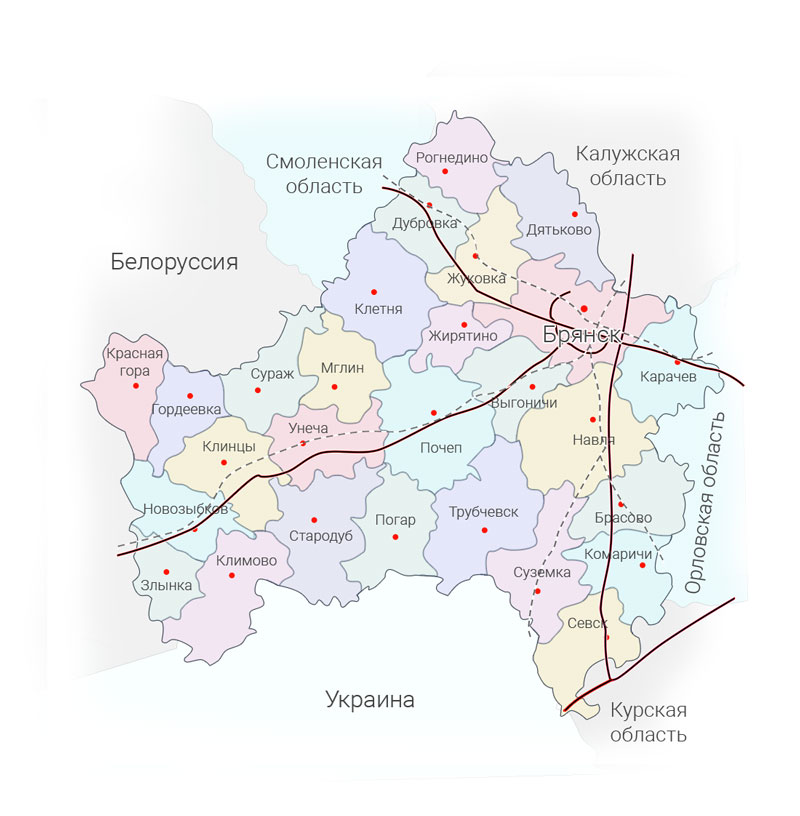 Рогнедино
Смоленская
область
Калужская
область
Дубровка
Дятьково
Белоруссия
Жуковка
Клетня
Жирятино
Брянск
Красная
гора
Сураж
Мглин
Карачев
Гордеевка
Выгоничи
Унеча
Клинцы
Почеп
Навля
Орловская область
Новозыбков
Стародуб
Погар
Трубчевск
Брасово
Комаричи
Климово
Злынка
Суземка
Севск
Украина
Курская
область